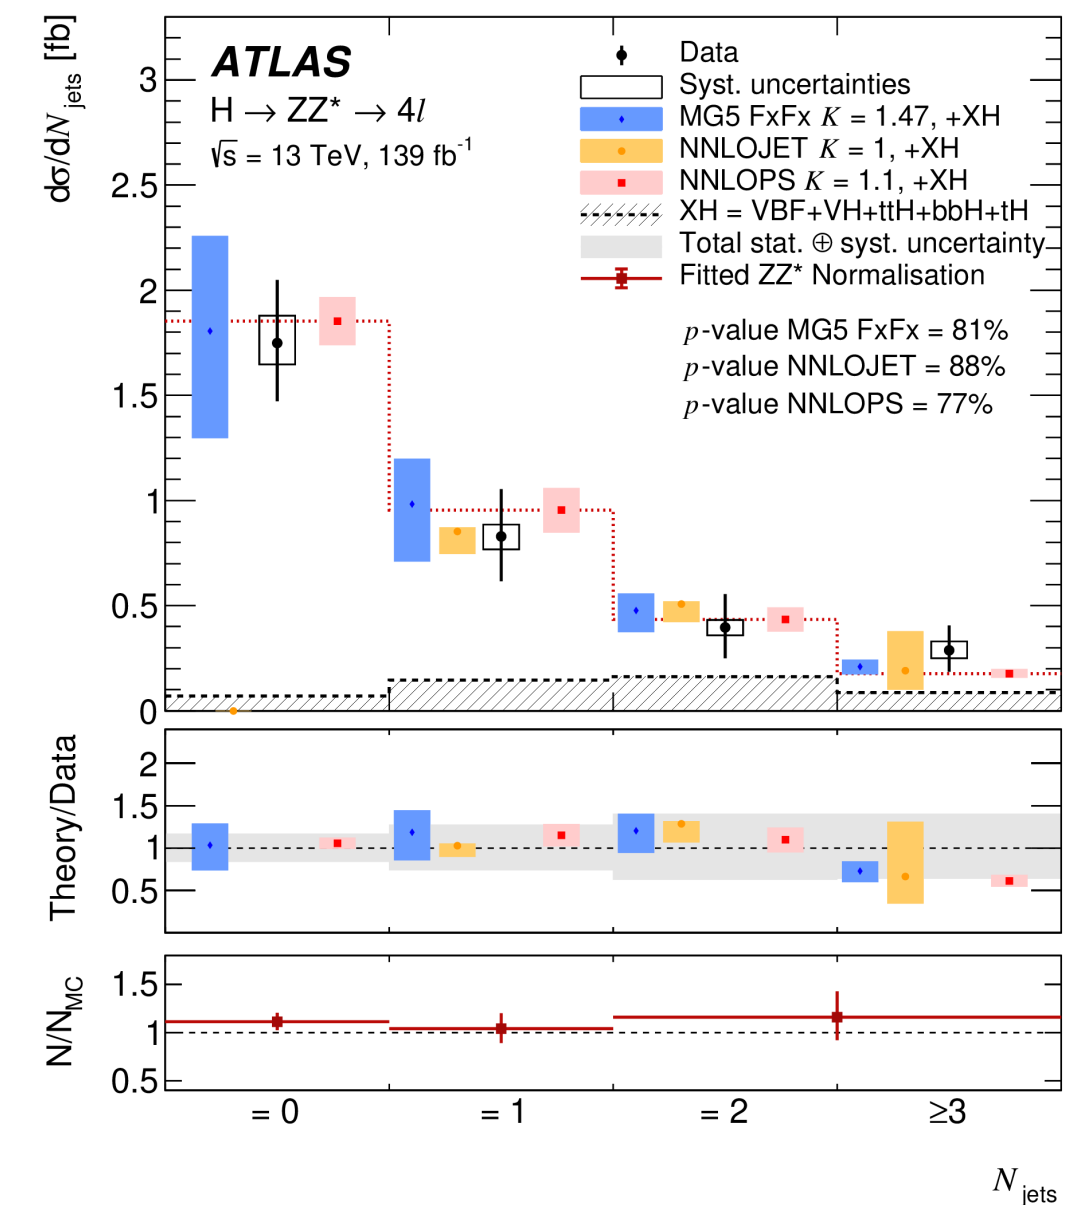 dσ/dN jets [fb]
ATLAS
H → ZZ* → 4l
√s = 13 TeV, 139 fb-1
Data
Syst. uncertainties
MG5 FxFx K = 1.47, +XH
NNLOJET K = 1, +XH
NNLOPS K = 1.1, +XH
XH = VBF+VH+ttH+bbH+tH
Total stat. ⊕ syst. uncertainty
Fitted ZZ* Normalisation
p-value MG5 FxFx = 81%
p-value NNLOJET = 88%
p-value NNLOPS = 77%
3
2.5
2
1.5
1
0.5
0
Theory/Data
2
1.5
1
0.5
N/NMC
1.5
1
0.5
= 0
= 1
= 2
≥3
N jets